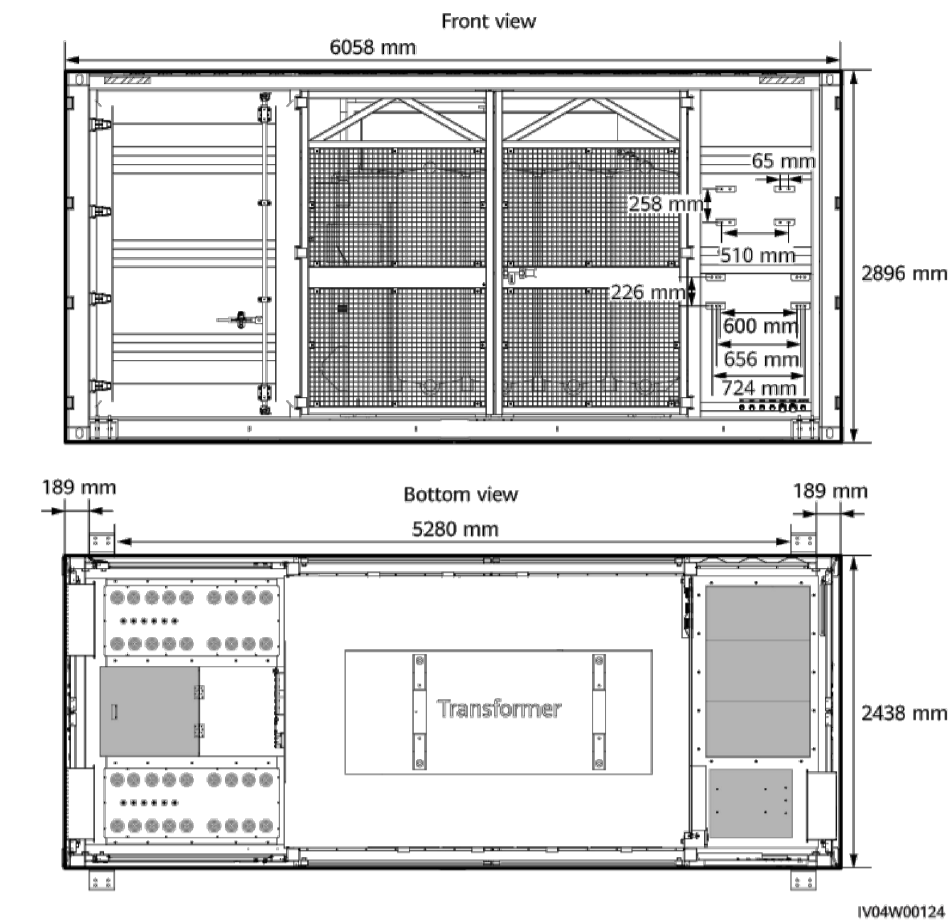 Front view
6058 mm
65 mm
258 mm
510 mm
2896 mm
226 mm
600 mm
656 mm
724 mm
189 mm
Bottom view
189 mm
5280 mm
Transformer
2438 mm
IV04W00124